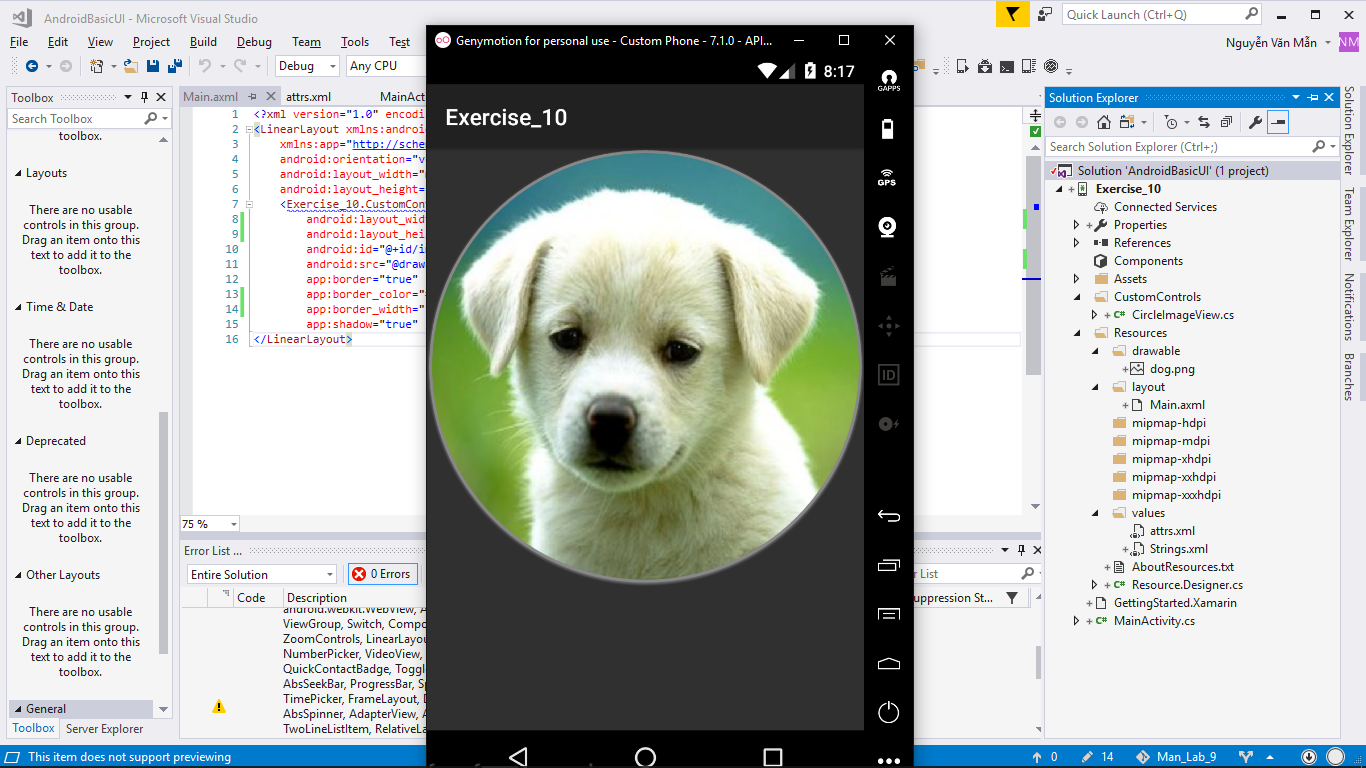 AndroidBasicUI - Microsoft Visual Studio
Quick Launch (Ctrl+Q)
File Edit View Project Build Debug Team Tools Test
Nguyễn Văn Mẫn NM
Debug Any CPU
Genymotion for personal use - Custom Phone - 7.1.0 - API...
8:17
Exercise_10
GAPPS
GPS
ID
Toolbox
Search Toolbox
toolbox.
Layouts
There are no usable
controls in this group.
Drag an item onto this
text to add it to the
toolbox.
Time & Date
There are no usable
controls in this group.
Drag an item onto this
text to add it to the
toolbox.
Deprecated
There are no usable
controls in this group.
Drag an item onto this
text to add it to the
toolbox.
Other Layouts
There are no usable
controls in this group.
Drag an item onto this
text to add it to the
toolbox.
General
Toolbox Server Explorer
Main.axml attrs.xml MainAct
1 <?xml version="1.0" encodi
2 <LinearLayout xmlns:androi
3 xmlns:app="http://sche
4 android:orientation="v
5 android:layout_width="
6 android:layout_height=
7 <Exercise_10.CustomCon
8 android:layout_wid
9 android:layout_hei
10 android:id="@+id/i
11 android:src="@draw
12 app:border="true"
13 app:border_color="
14 app:border_width="
15 app:shadow="true"
16 </LinearLayout>
75 %
Error List ...
Entire Solution 0 Errors
Code Description
android.webkit.WebView, A
ViewGroup, Switch, Compo
ZoomControls, LinearLayou
NumberPicker, VideoView,
QuickContactBadge, Toggl
AbsSeekBar, ProgressBar, Sp
TimePicker, FrameLayout,
AbsSpinner, AdapterView, A
TwoLineListItem, RelativeLa
r List
uppression St...
Solution Explorer
Search Solution Explorer (Ctrl+;)
Solution 'AndroidBasicUI' (1 project)
Exercise_10
Connected Services
Properties
References
Components
Assets
CustomControls
C# CircleImageView.cs
Resources
drawable
dog.png
layout
Main.axml
mipmap-hdpi
mipmap-mdpi
mipmap-xhdpi
mipmap-xxhdpi
mipmap-xxxhdpi
values
attrs.xml
Strings.xml
AboutResources.txt
C# Resource.Designer.cs
GettingStarted.Xamarin
C# MainActivity.cs
Solution Explorer
Team Explorer
Notifications
Branches
This item does not support previewing
0 14 Man_Lab_9